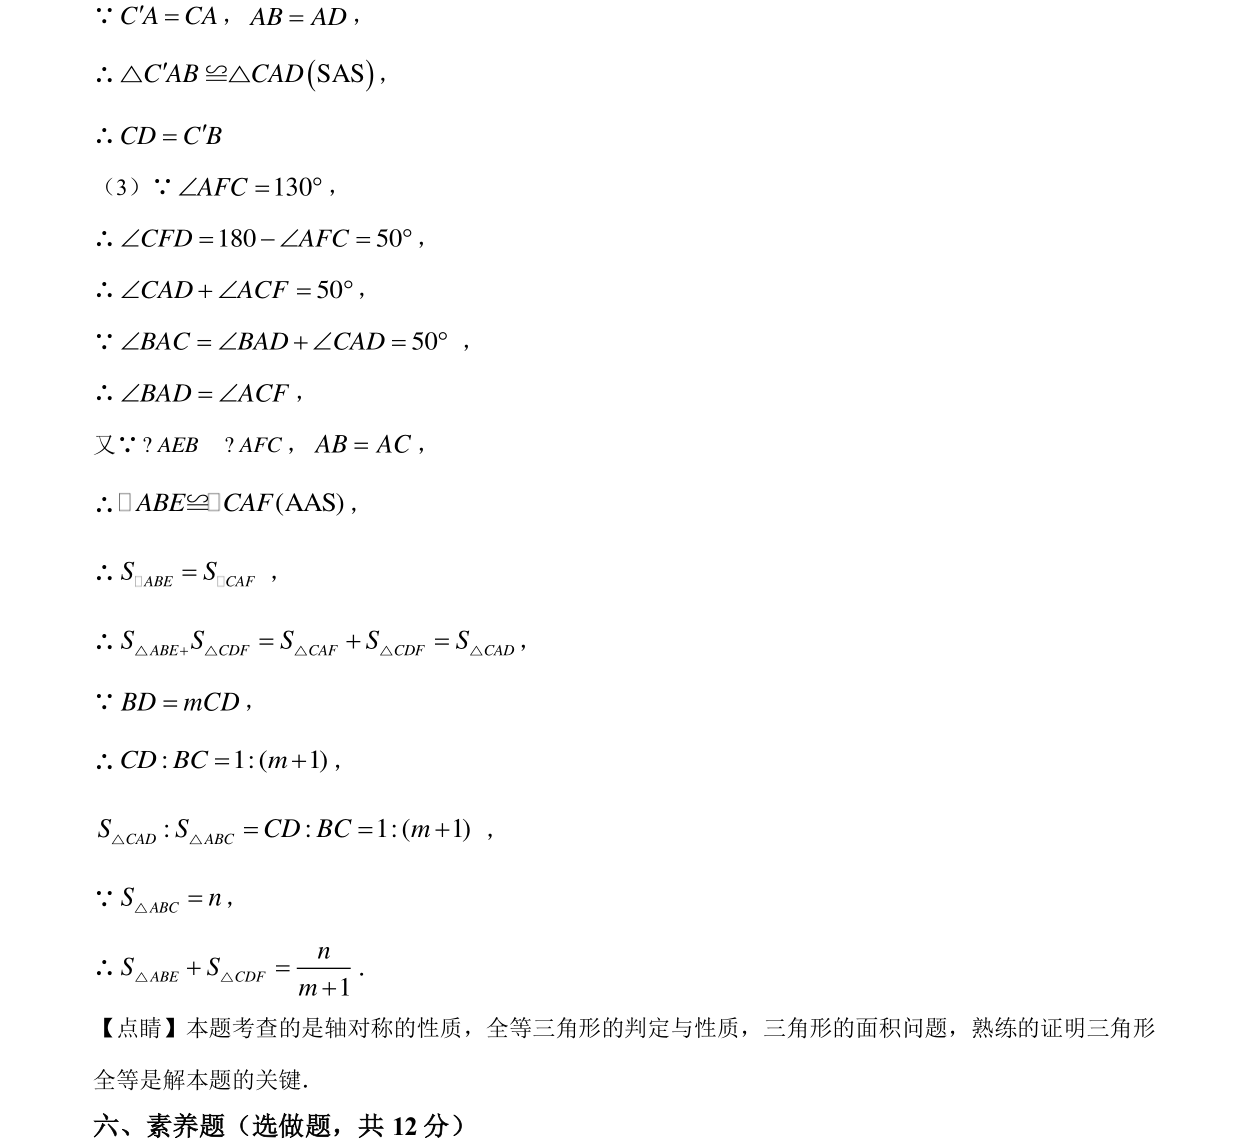 ∵ C′A = CA，AB = AD，
∴ △C′AB ≌ △CAD(SAS)，
∴ CD = C′B
（3）∵ ∠AFC = 130°，
∴ ∠CFD = 180 − ∠AFC = 50°，
∴ ∠CAD + ∠ACF = 50°，
∵ ∠BAC = ∠BAD + ∠CAD = 50° ，
∴ ∠BAD = ∠ACF，
又∵ ? AEB ? AFC，AB = AC，
∴ □ ABE≌□ CAF(AAS)，
∴ S□ABE = S□CAF ，
∴ S△ABE+S△CDF = S△CAF + S△CDF = S△CAD，
∵ BD = mCD，
∴ CD : BC = 1 : (m+1)，
S△CAD : S△ABC = CD : BC = 1 : (m+1) ，
∵ S△ABC = n，
∴ S△ABE + S△CDF = n/(m+1) .
【点睛】本题考查的是轴对称的性质，全等三角形的判定与性质，三角形的面积问题，熟练的证明三角形
全等是解本题的关键．
六、素养题（选做题，共 12 分）